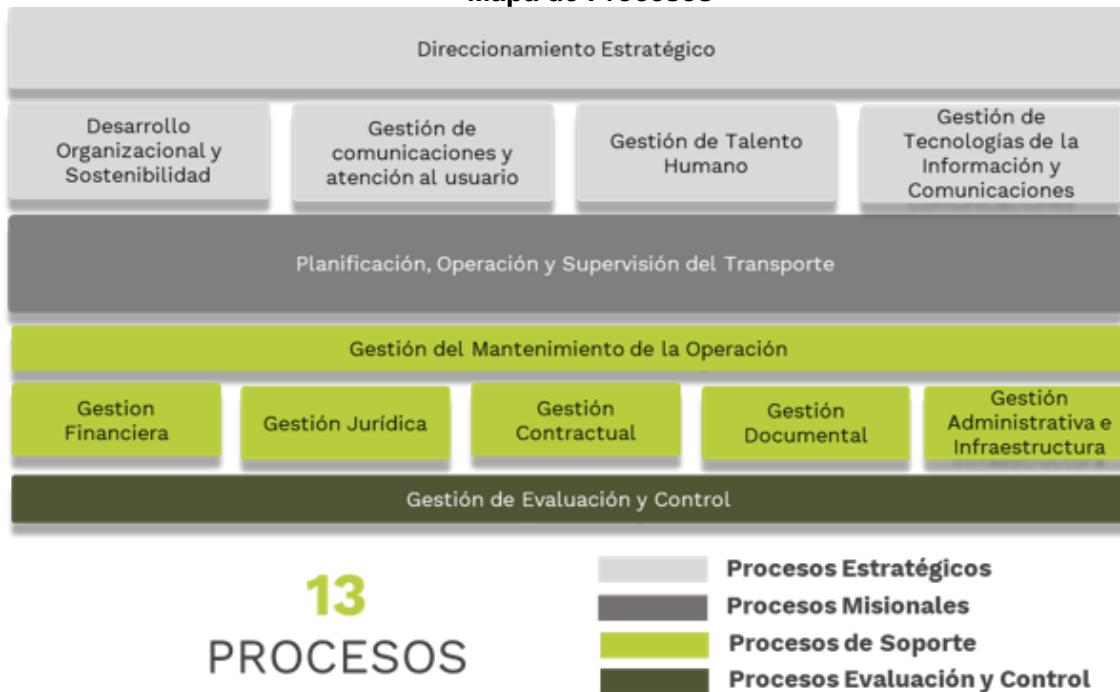 Mapa de Procesos
Direccionamiento Estratégico
Desarrollo
Organizacional y
Sostenibilidad
Gestión de
comunicaciones y
atención al usuario
Gestión de Talento
Humano
Gestión de
Tecnologías de la
Información y
Comunicaciones
Planificación, Operación y Supervisión del Transporte
Gestión del Mantenimiento de la Operación
Gestion
Financiera
Gestión Jurídica
Gestión
Contractual
Gestión
Documental
Gestión
Administrativa e
Infraestructura
Gestión de Evaluación y Control
13
PROCESOS
Procesos Estratégicos
Procesos Misionales
Procesos de Soporte
Procesos Evaluación y Control